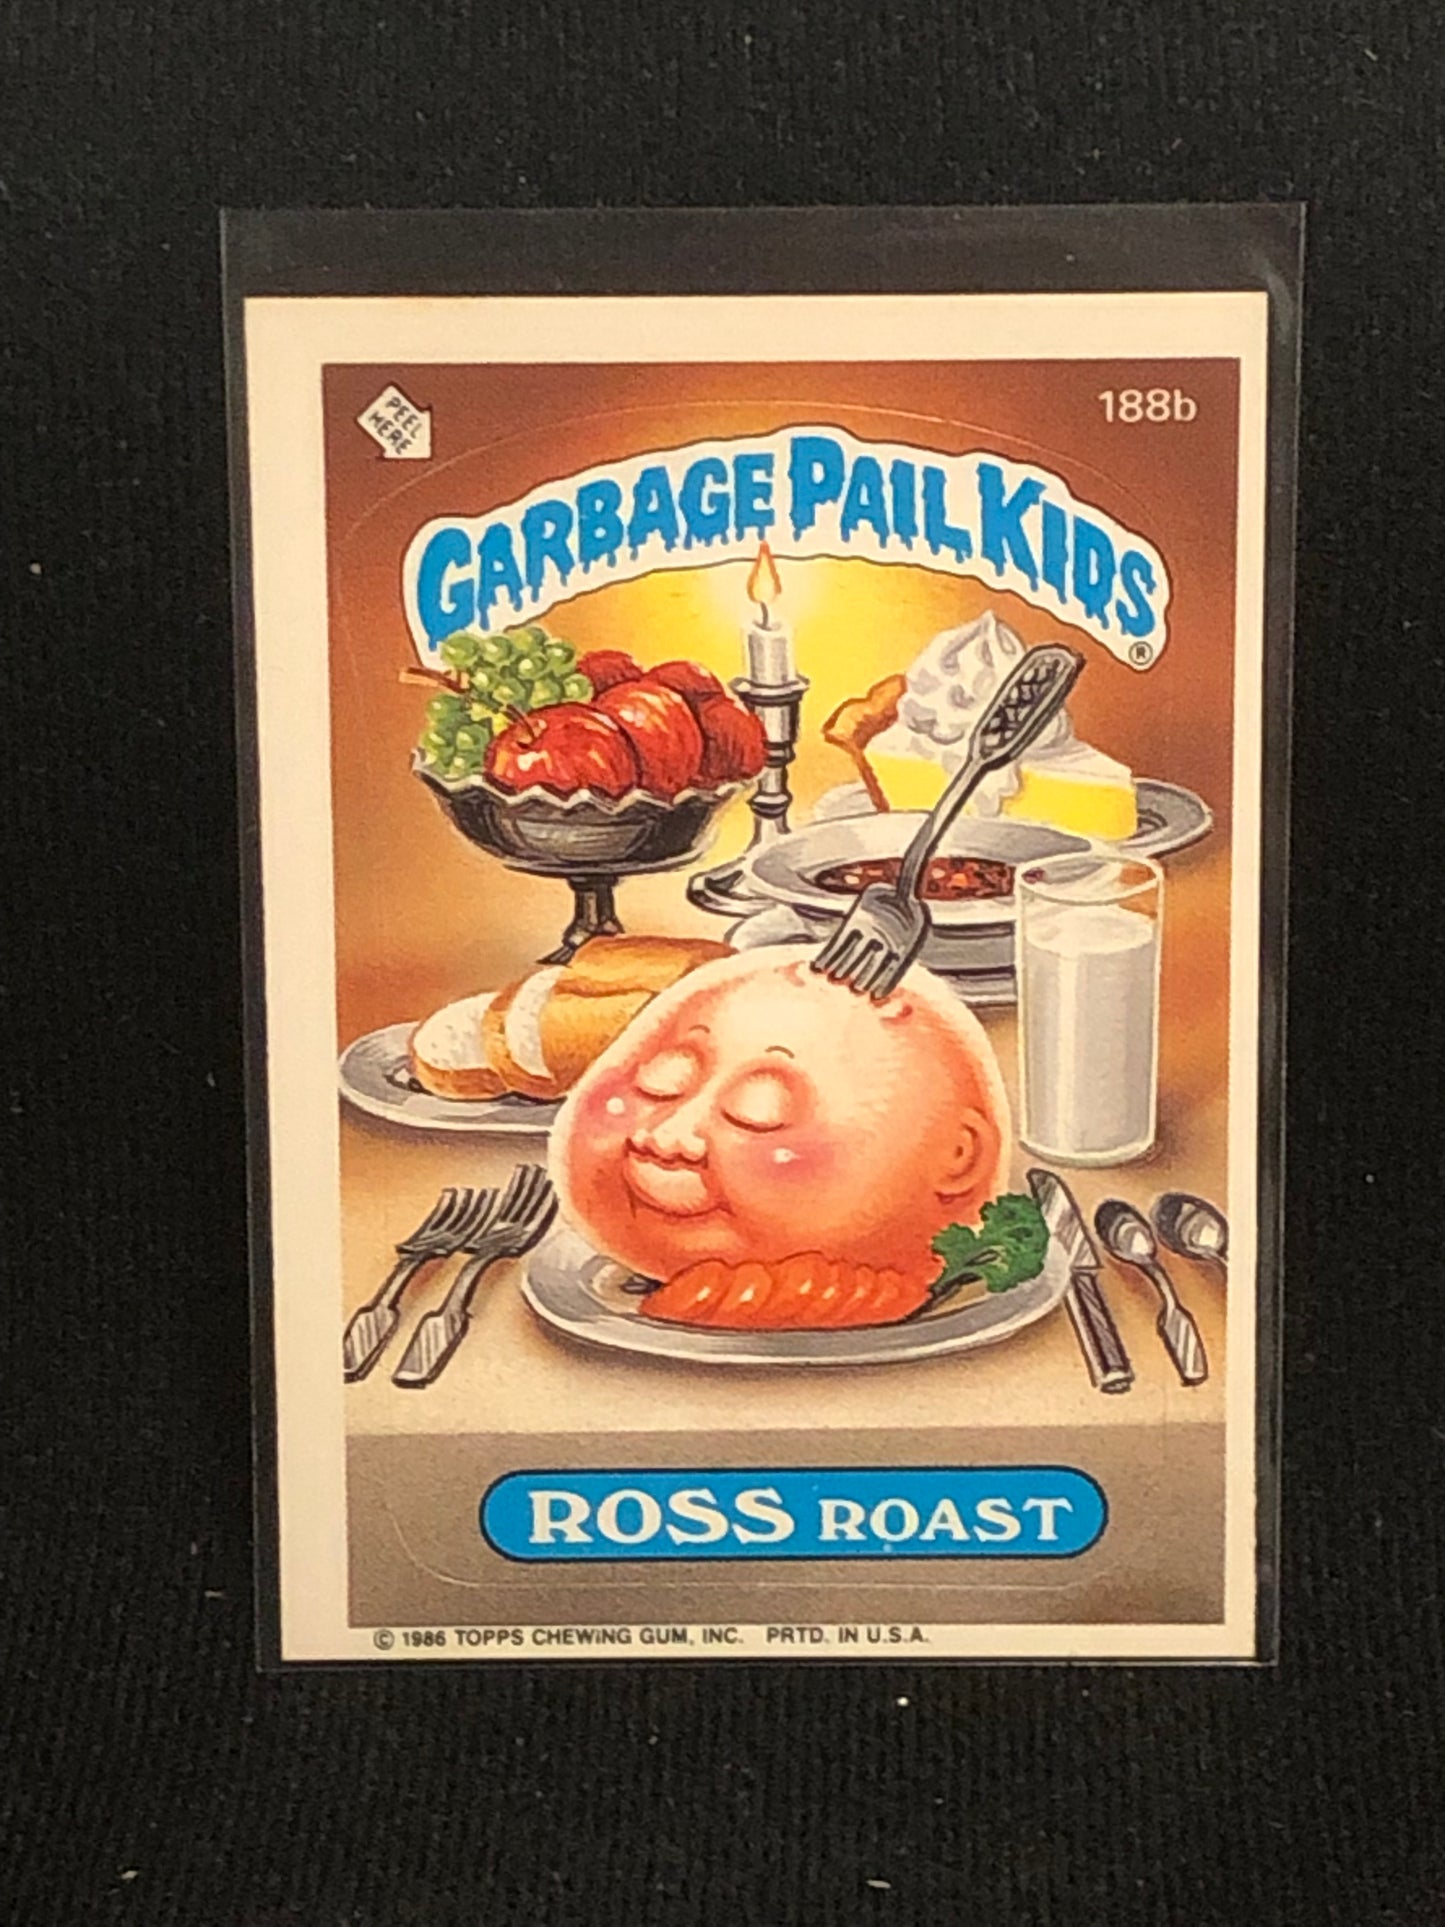 PEEL
HERE
188b
GARBAGE PAIL KIDS
®
ROSS ROAST
© 1986 TOPPS CHEWING GUM, INC. PRTD. IN U.S.A.